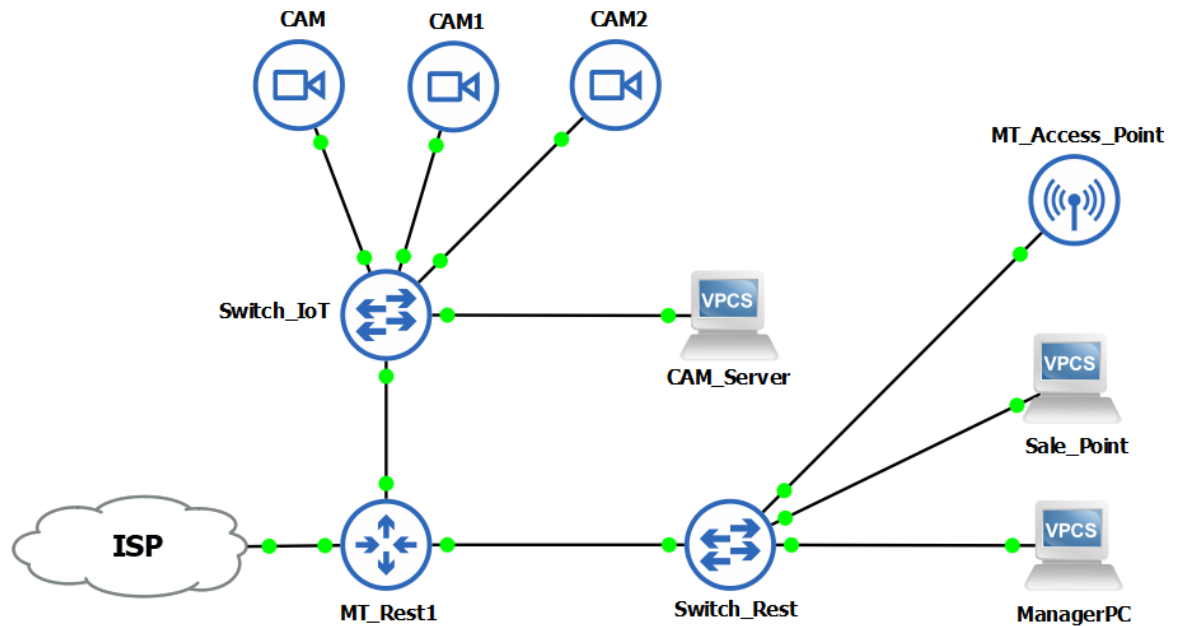 CAM
CAM1
CAM2
MT_Access_Point
Switch_IoT
VPCS
CAM_Server
VPCS
Sale_Point
ISP
MT_Rest1
Switch_Rest
VPCS
ManagerPC